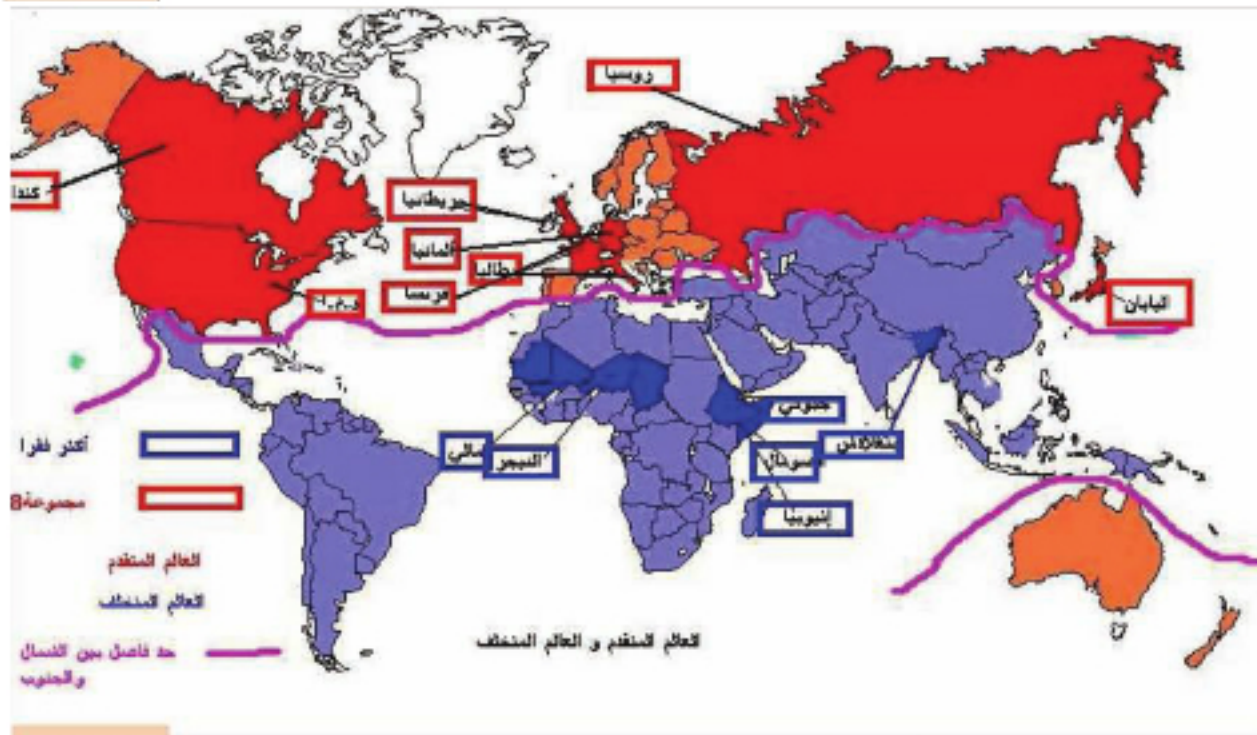 روسيا
كندا
بريطانيا
ألمانيا
إيطاليا
فرنسا
و.م.أ
اليابان
جيبوتي
مالي
النيجر
بنغلادش
إثيوبيا
أكثر فقرا
مجموعة8
العالم المتقدم
العالم المتخلف
حد فاصل بين الشمال
والجنوب
العالم المتقدم و العالم المتخلف